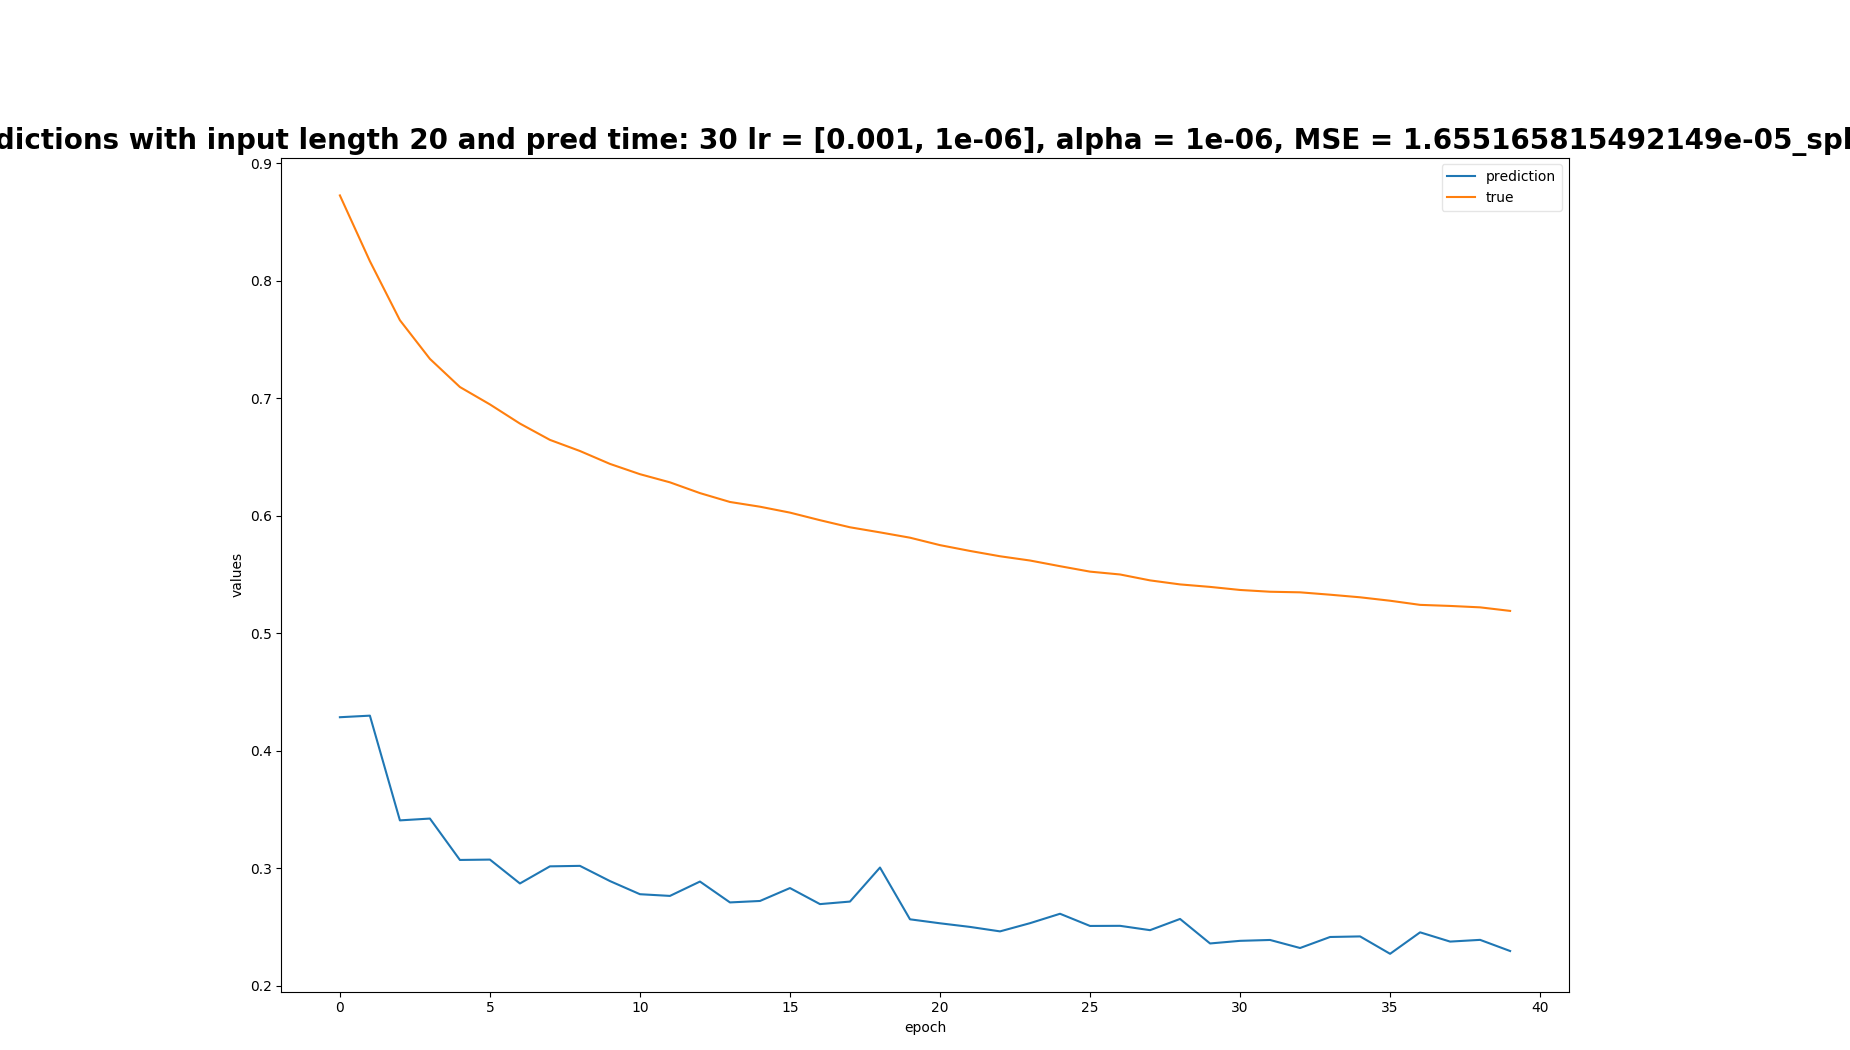 dictions with input length 20 and pred time: 30 lr = [0.001, 1e-06], alpha = 1e-06, MSE = 1.655165815492149e-05_spl
prediction
true
0.9
0.8
0.7
0.6
0.5
0.4
0.3
0.2
values
0 5 10 15 20 25 30 35 40
epoch